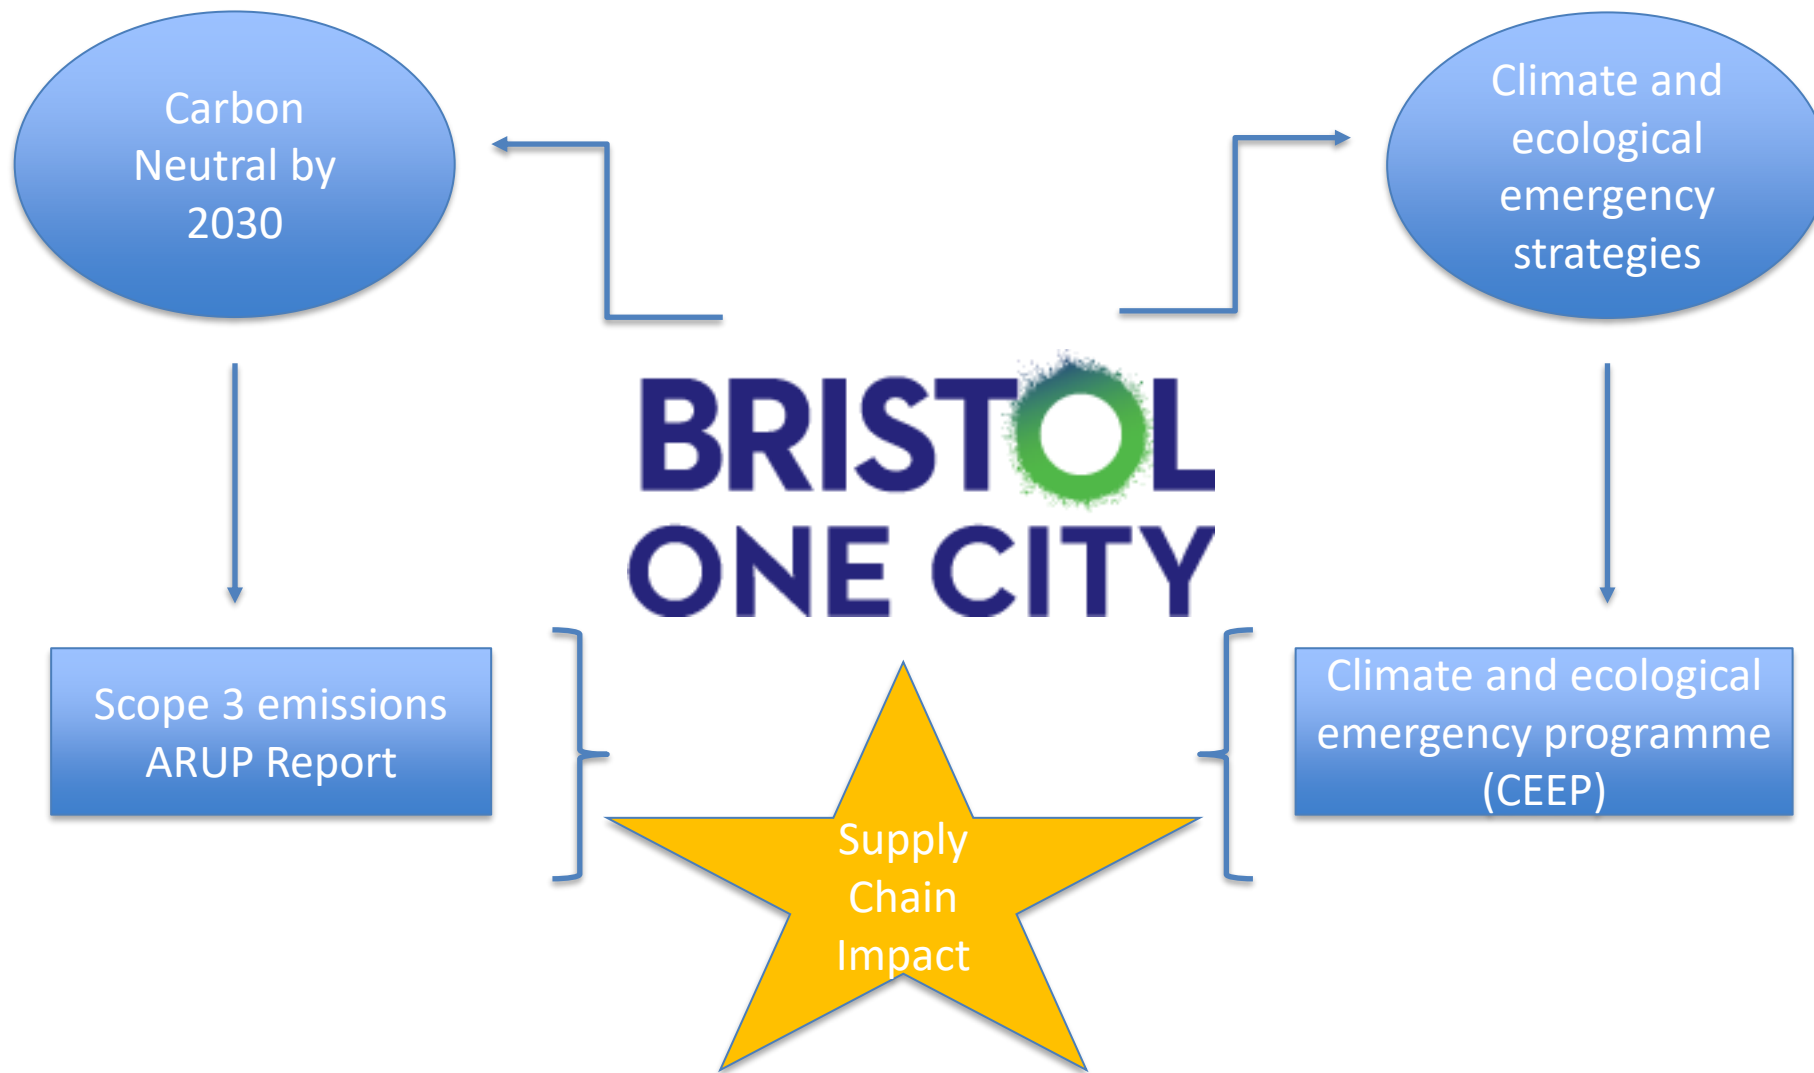 Carbon
Neutral by
2030
Climate and
ecological
emergency
strategies
BRISTOL
ONE CITY
Scope 3 emissions
ARUP Report
Climate and ecological
emergency programme
(CEEP)
Supply
Chain
Impact